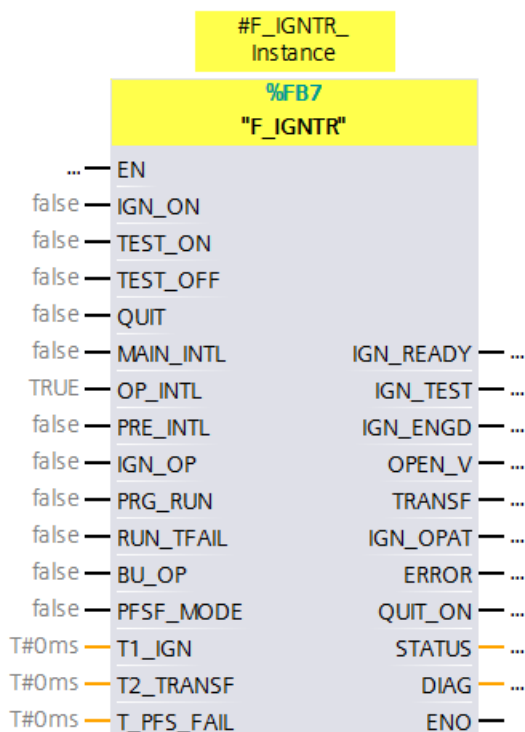 #F_IGNTR_
Instance
%FB7
"F_IGNTR"
... EN
false IGN_ON
false TEST_ON
false TEST_OFF
false QUIT
false MAIN_INTL IGN_READY ...
TRUE OP_INTL IGN_TEST ...
false PRE_INTL IGN_ENGD ...
false IGN_OP OPEN_V ...
false PRG_RUN TRANSF ...
false RUN_TFAIL IGN_OPAT ...
false BU_OP ERROR ...
false PFSF_MODE QUIT_ON ...
T#0ms T1_IGN STATUS ...
T#0ms T2_TRANSF DIAG ...
T#0ms T_PFS_FAIL ENO